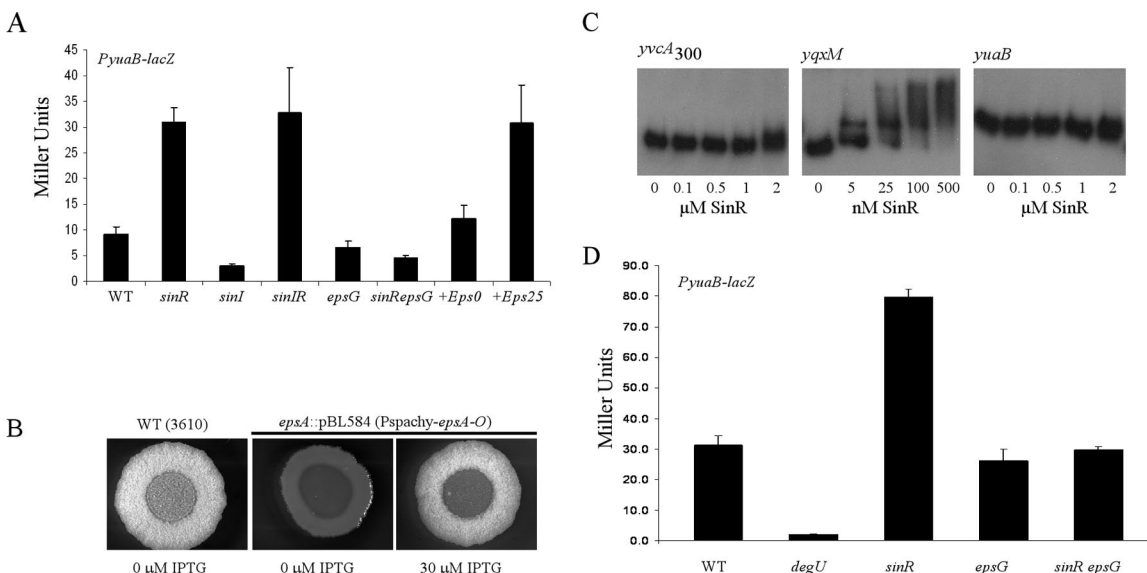 A
PyuaB-lacZ
Miller Units
45
40
35
30
25
20
15
10
5
0
WT sinR sinI sinIR epsG sinRepsG +Eps0 +Eps25
B
WT (3610) epsA::pBL584 (Pspachy-epsA-O)
0 µM IPTG 0 µM IPTG 30 µM IPTG
C
yvcA300 yqxM yuaB
0 0.1 0.5 1 2 0 5 25 100 500 0 0.1 0.5 1 2
µM SinR nM SinR µM SinR
D
PyuaB-lacZ
Miller Units
90.0
80.0
70.0
60.0
50.0
40.0
30.0
20.0
10.0
0.0
WT degU sinR epsG sinR epsG